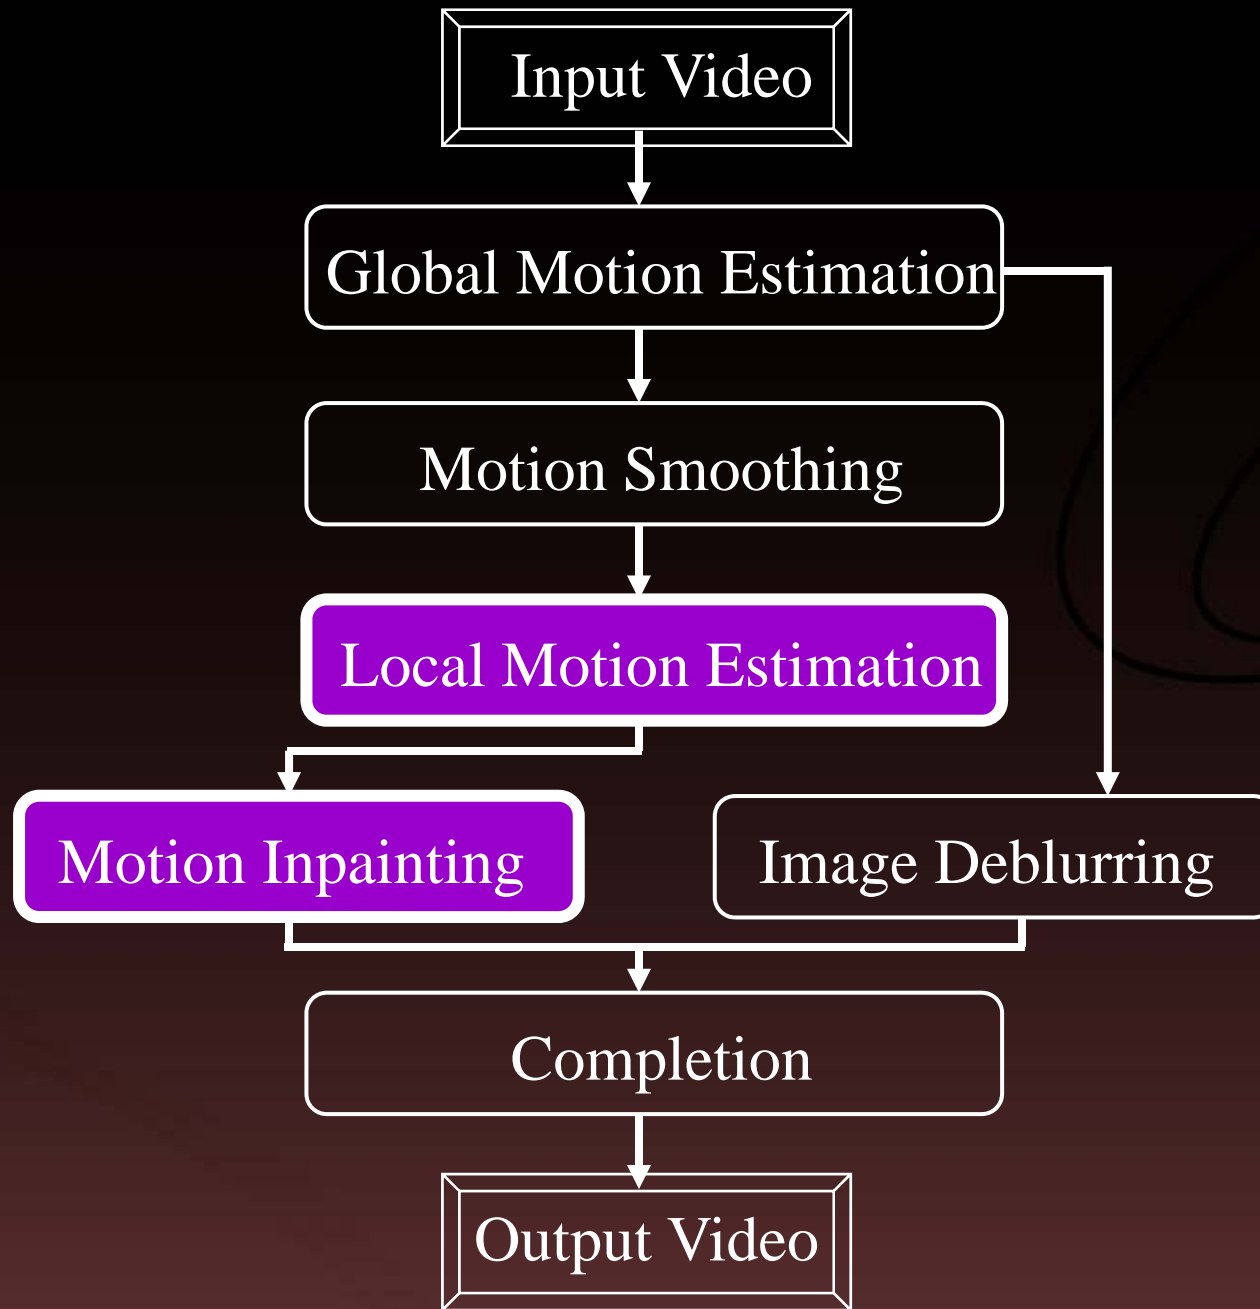 Input Video
Global Motion Estimation
Motion Smoothing
Local Motion Estimation
Motion Inpainting
Image Deblurring
Completion
Output Video